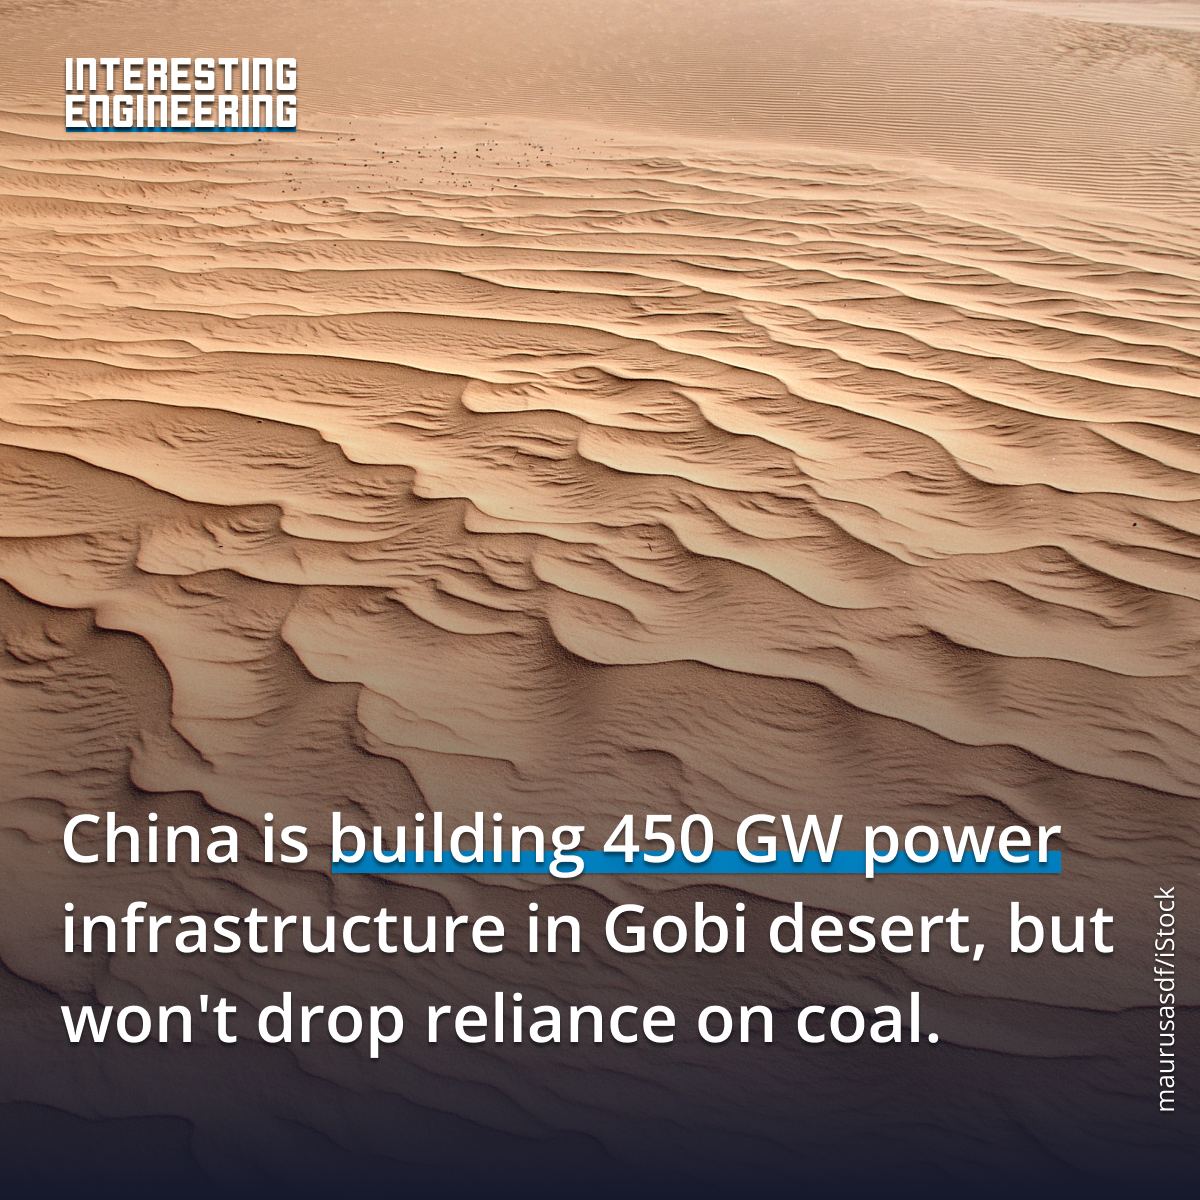 INTERESTING
ENGINEERING
China is building 450 GW power
infrastructure in Gobi desert, but
won't drop reliance on coal.
maurusasdf/iStock